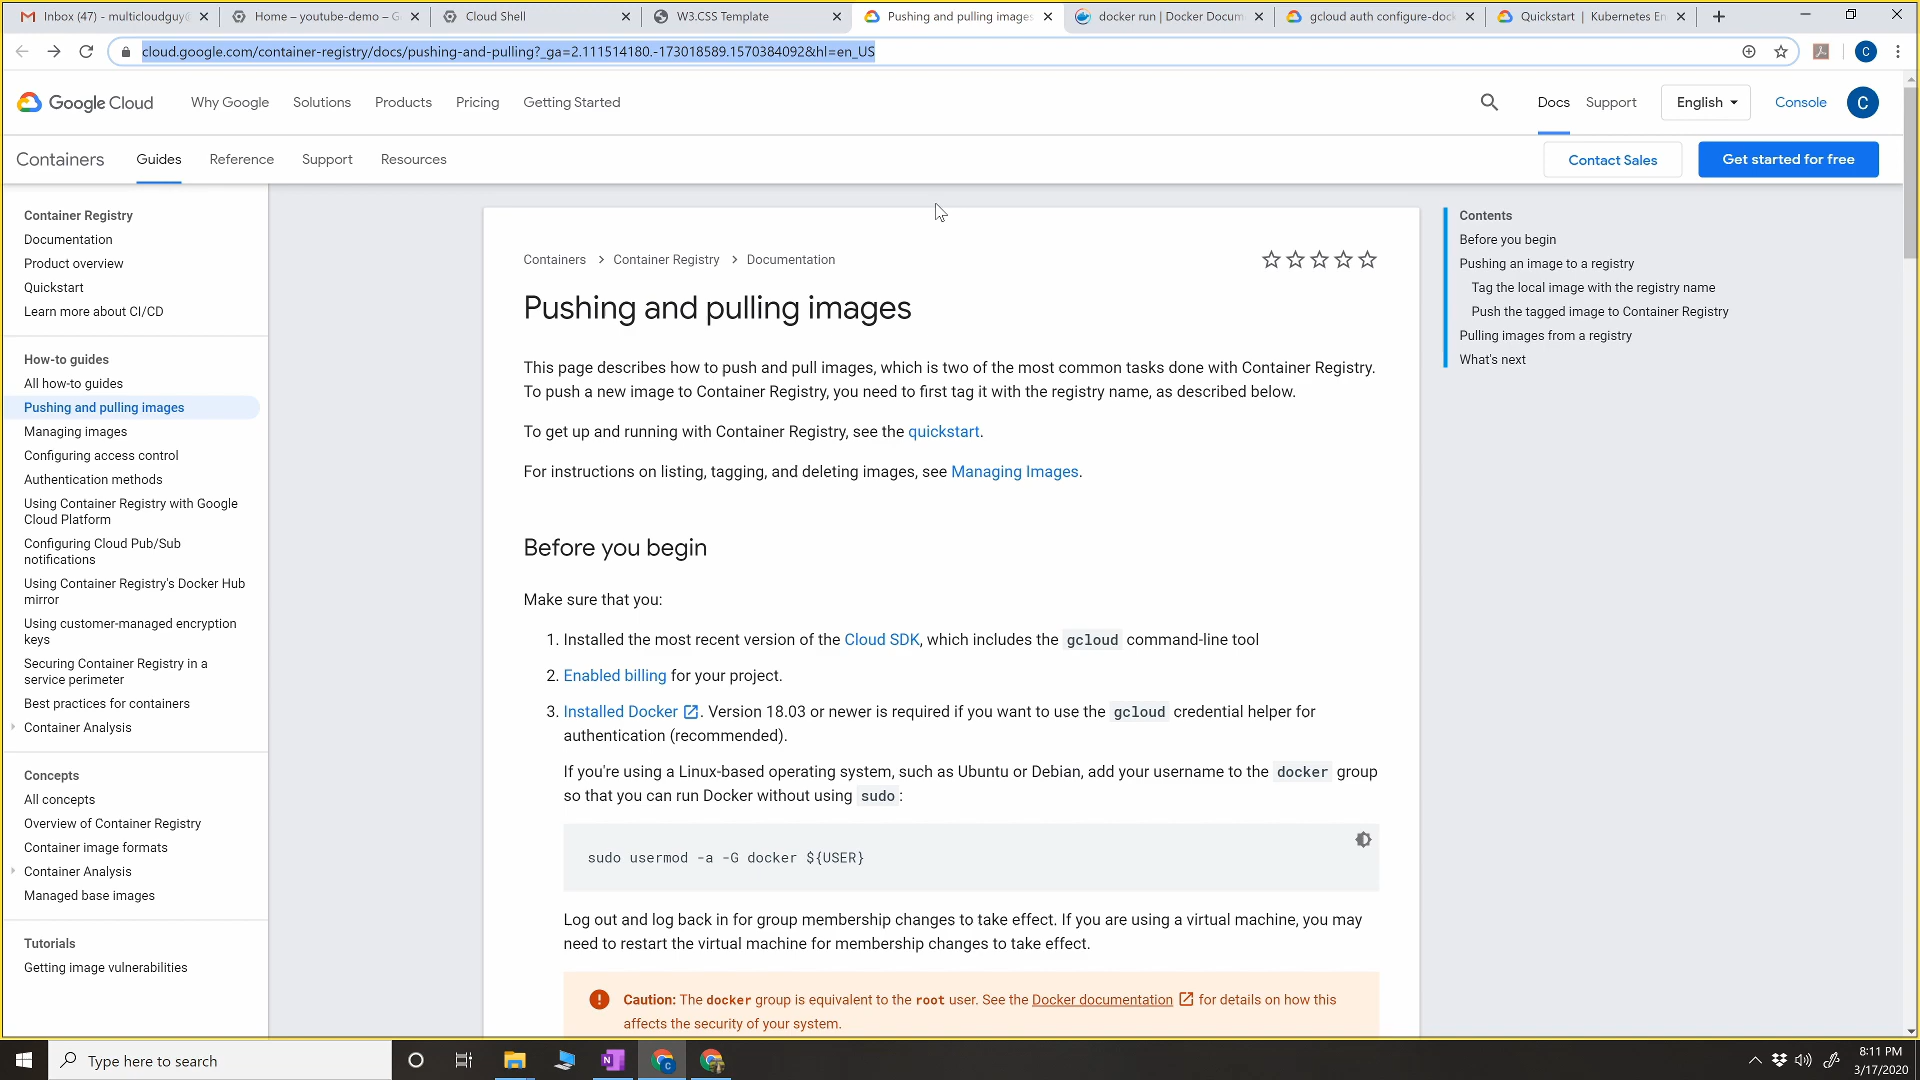 Inbox (47) - multicloudguy@
Home – youtube-demo – G
Cloud Shell
W3.CSS Template
Pushing and pulling images
docker run | Docker Docum
gcloud auth configure-dock
Quickstart | Kubernetes En
cloud.google.com/container-registry/docs/pushing-and-pulling?_ga=2.111514180.-173018589.1570384092&hl=en_US
C
Google Cloud
Why Google
Solutions
Products
Pricing
Getting Started
Docs
Support
English
Console
C
Containers
Guides
Reference
Support
Resources
Contact Sales
Get started for free
Container Registry
Documentation
Product overview
Quickstart
Learn more about CI/CD
How-to guides
All how-to guides
Pushing and pulling images
Managing images
Configuring access control
Authentication methods
Using Container Registry with Google
Cloud Platform
Configuring Cloud Pub/Sub
notifications
Using Container Registry's Docker Hub
mirror
Using customer-managed encryption
keys
Securing Container Registry in a
service perimeter
Best practices for containers
Container Analysis
Concepts
All concepts
Overview of Container Registry
Container image formats
Container Analysis
Managed base images
Tutorials
Getting image vulnerabilities
Containers > Container Registry > Documentation
Pushing and pulling images
This page describes how to push and pull images, which is two of the most common tasks done with Container Registry.
To push a new image to Container Registry, you need to first tag it with the registry name, as described below.
To get up and running with Container Registry, see the quickstart.
For instructions on listing, tagging, and deleting images, see Managing Images.
Before you begin
Make sure that you:
1. Installed the most recent version of the Cloud SDK, which includes the gcloud command-line tool
2. Enabled billing for your project.
3. Installed Docker. Version 18.03 or newer is required if you want to use the gcloud credential helper for
authentication (recommended).
If you're using a Linux-based operating system, such as Ubuntu or Debian, add your username to the docker group
so that you can run Docker without using sudo:
sudo usermod -a -G docker ${USER}
Log out and log back in for group membership changes to take effect. If you are using a virtual machine, you may
need to restart the virtual machine for membership changes to take effect.
Caution: The docker group is equivalent to the root user. See the Docker documentation for details on how this
affects the security of your system.
Contents
Before you begin
Pushing an image to a registry
Tag the local image with the registry name
Push the tagged image to Container Registry
Pulling images from a registry
What's next
Type here to search
8:11 PM
3/17/2020